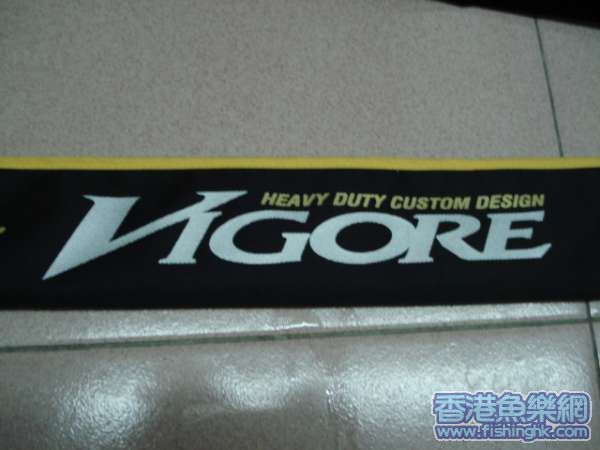 HEAVY DUTY CUSTOM DESIGN
VIGORE
香港魚樂網
www.fishinghk.com